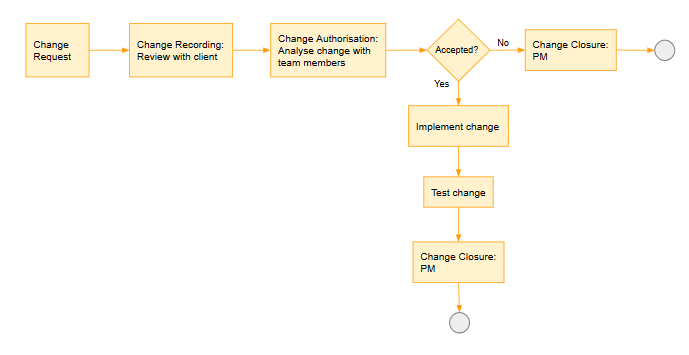 Change
Request
Change Recording:
Review with client
Change Authorisation:
Analyse change with
team members
Accepted?
No
Change Closure:
PM
Yes
Implement change
Test change
Change Closure:
PM